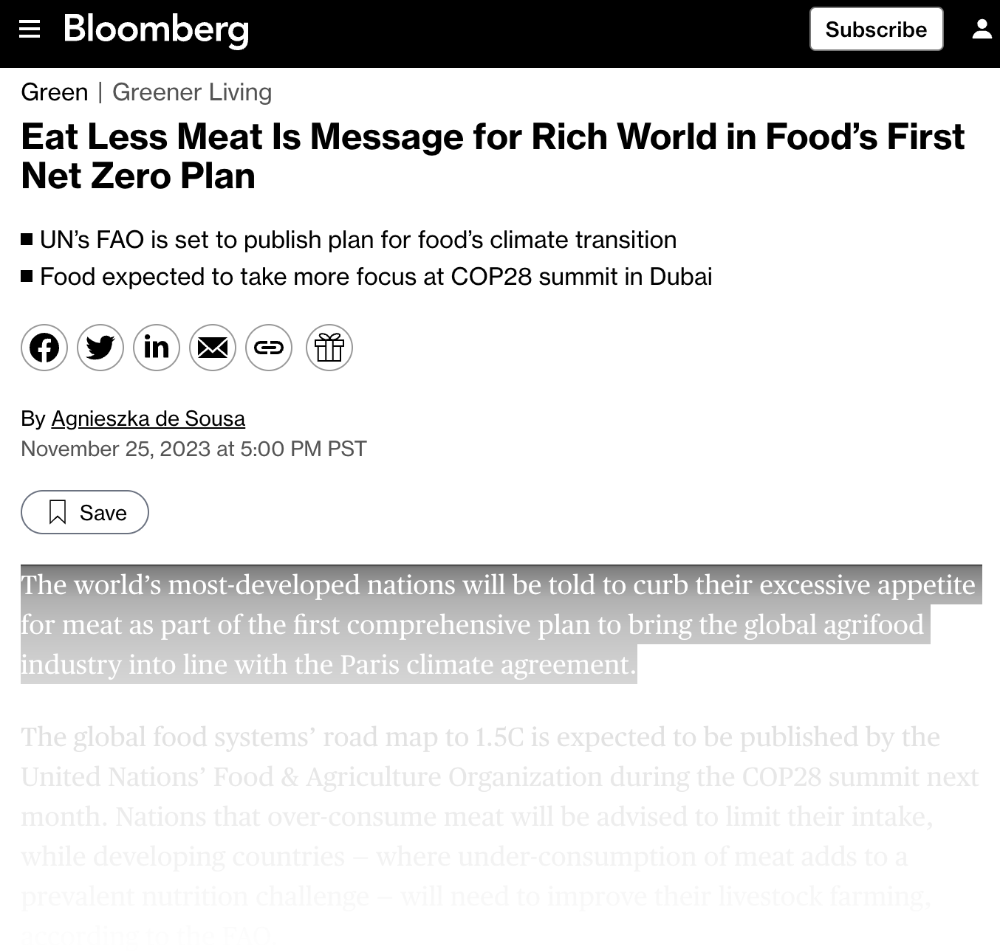 Bloomberg
Subscribe
Green | Greener Living
Eat Less Meat Is Message for Rich World in Food’s First
Net Zero Plan
■ UN’s FAO is set to publish plan for food’s climate transition
■ Food expected to take more focus at COP28 summit in Dubai
By Agnieszka de Sousa
November 25, 2023 at 5:00 PM PST
Save
The world’s most-developed nations will be told to curb their excessive appetite
for meat as part of the first comprehensive plan to bring the global agrifood
industry into line with the Paris climate agreement.
The global food systems’ road map to 1.5C is expected to be published by the
United Nations’ Food & Agriculture Organization during the COP28 summit next
month. Nations that over-consume meat will be advised to limit their intake,
while developing countries — where under-consumption of meat adds to a
prevalent nutrition challenge — will need to improve their livestock farming,
according to the FAO.